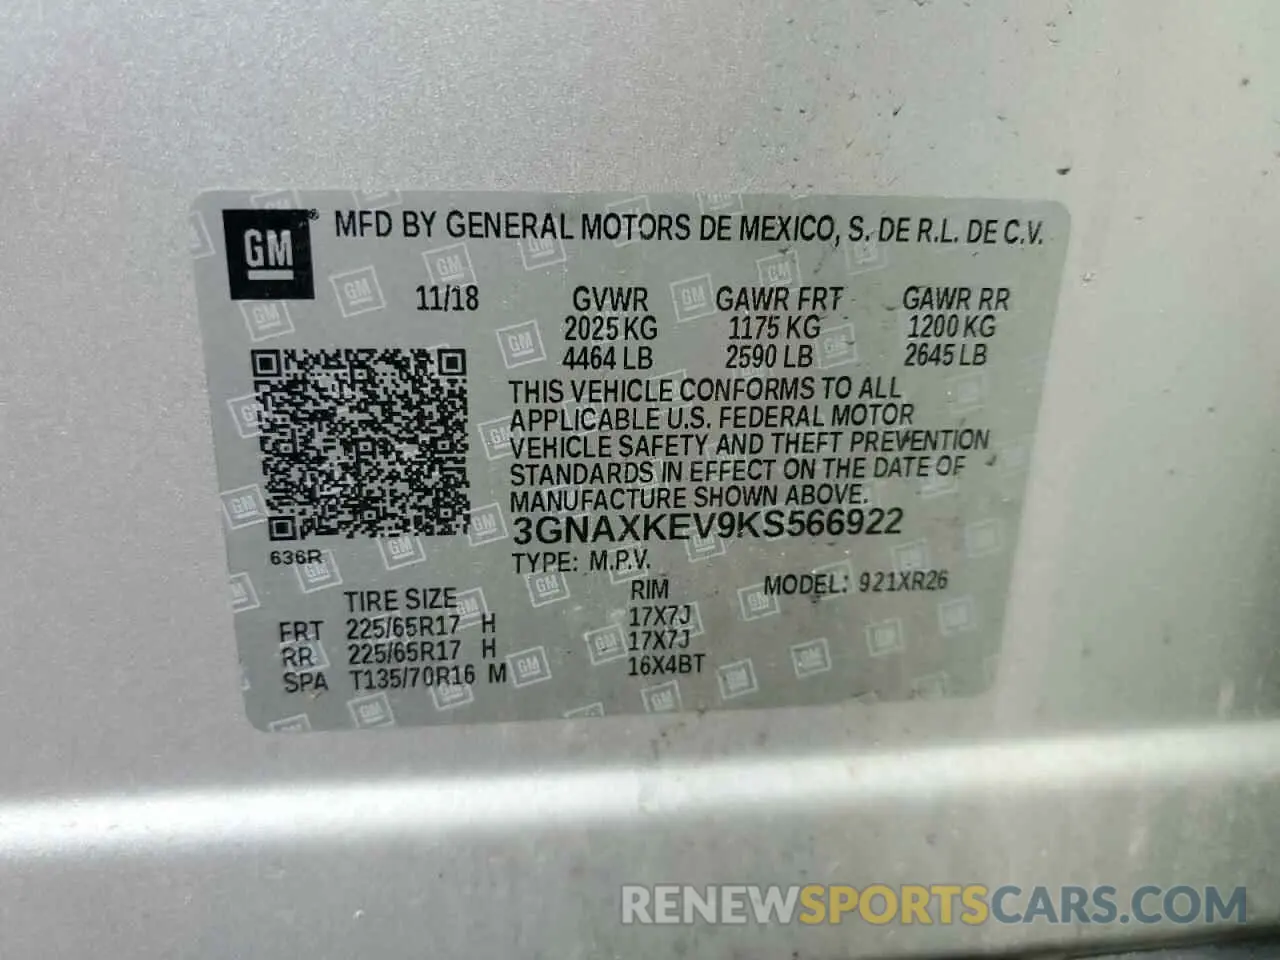 GM® MFD BY GENERAL MOTORS DE MEXICO, S. DE R.L. DE C.V.
11/18 GVWR GAWR FRT GAWR RR
2025 KG 1175 KG 1200 KG
4464 LB 2590 LB 2645 LB
THIS VEHICLE CONFORMS TO ALL
APPLICABLE U.S. FEDERAL MOTOR
VEHICLE SAFETY AND THEFT PREVENTION
STANDARDS IN EFFECT ON THE DATE OF
MANUFACTURE SHOWN ABOVE.
3GNAXKEV9KS566922
636R
TYPE: M.P.V.
TIRE SIZE RIM MODEL: 921XR26
FRT 225/65R17 H 17X7J
RR 225/65R17 H 17X7J
SPA T135/70R16 M 16X4BT
RENEWSPORTSCARS.COM